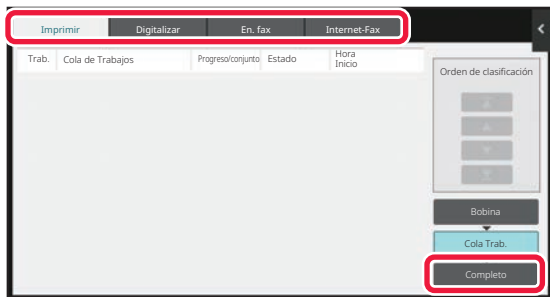 Imprimir Digitalizar En. fax Internet-Fax
Trab. Cola de Trabajos Progreso/conjunto Estado Hora
Inicio
Orden de clasificación
Bobina
Cola Trab.
Completo